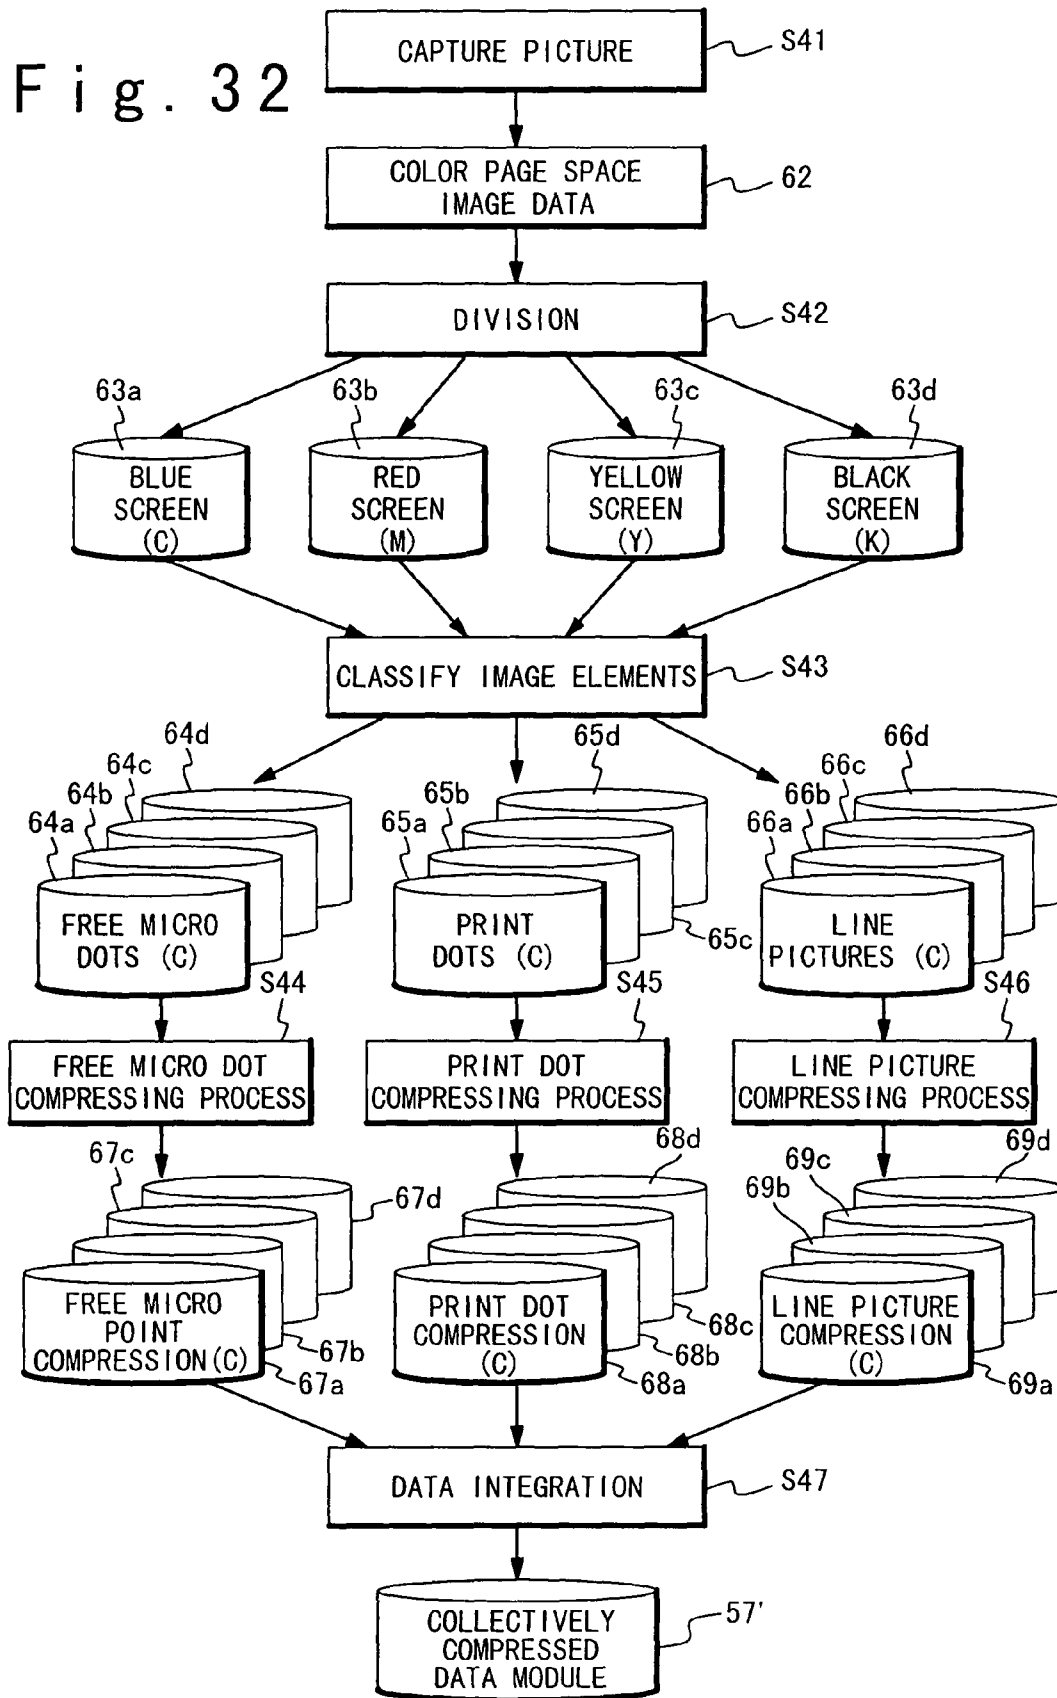 Fig. 32
CAPTURE PICTURE
S41
COLOR PAGE SPACE
IMAGE DATA
62
DIVISION
S42
63a
63b
63c
63d
BLUE
SCREEN
(C)
RED
SCREEN
(M)
YELLOW
SCREEN
(Y)
BLACK
SCREEN
(K)
CLASSIFY IMAGE ELEMENTS
S43
64d
64c
64b
64a
65d
65b
65a
65c
66d
66c
66b
66a
FREE MICRO
DOTS (C)
PRINT
DOTS (C)
LINE
PICTURES (C)
S44
S45
S46
FREE MICRO DOT
COMPRESSING PROCESS
PRINT DOT
COMPRESSING PROCESS
LINE PICTURE
COMPRESSING PROCESS
67c
67d
68d
69d
69c
69b
FREE MICRO
POINT
COMPRESSION(C)
67b
67a
PRINT DOT
COMPRESSION
(C)
68c
68b
68a
LINE PICTURE
COMPRESSION
(C)
69a
DATA INTEGRATION
S47
COLLECTIVELY
COMPRESSED
DATA MODULE
57'